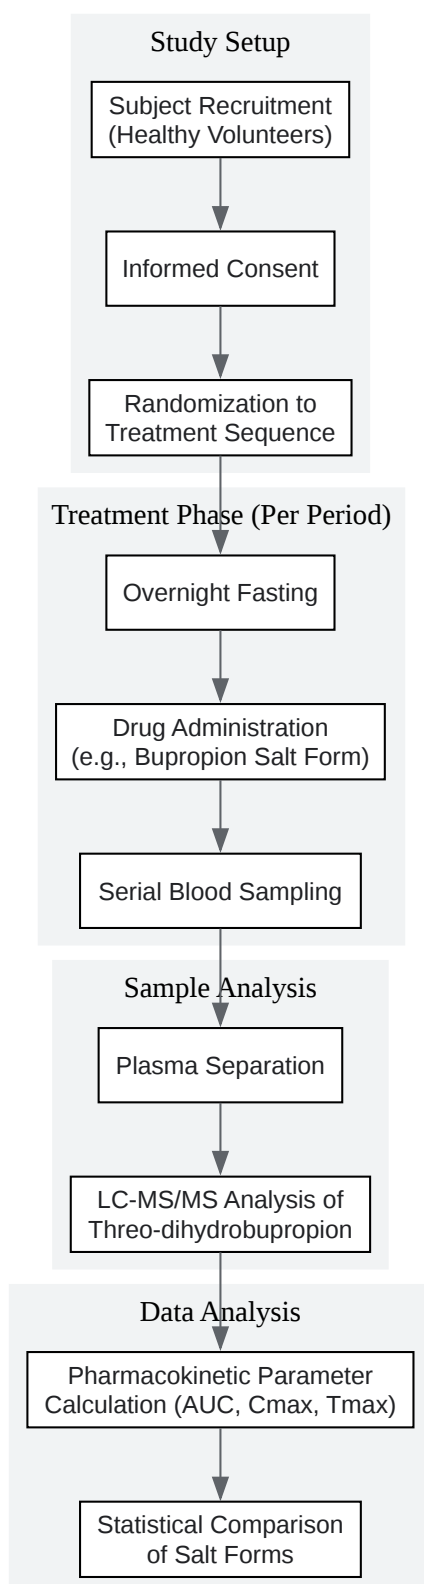 Study Setup
Subject Recruitment
(Healthy Volunteers)
Informed Consent
Randomization to
Treatment Sequence
Treatment Phase (Per Period)
Overnight Fasting
Drug Administration
(e.g., Bupropion Salt Form)
Serial Blood Sampling
Sample Analysis
Plasma Separation
LC-MS/MS Analysis of
Threo-dihydrobupropion
Data Analysis
Pharmacokinetic Parameter
Calculation (AUC, Cmax, Tmax)
Statistical Comparison
of Salt Forms